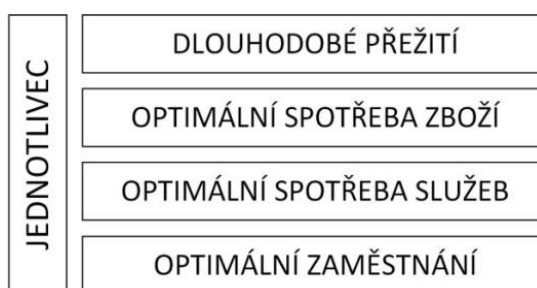 JEDNOTLIVEC
DLOUHODOBÉ PŘEŽITÍ
OPTIMÁLNÍ SPOTŘEBA ZBOŽÍ
OPTIMÁLNÍ SPOTŘEBA SLUŽEB
OPTIMÁLNÍ ZAMĚSTNÁNÍ